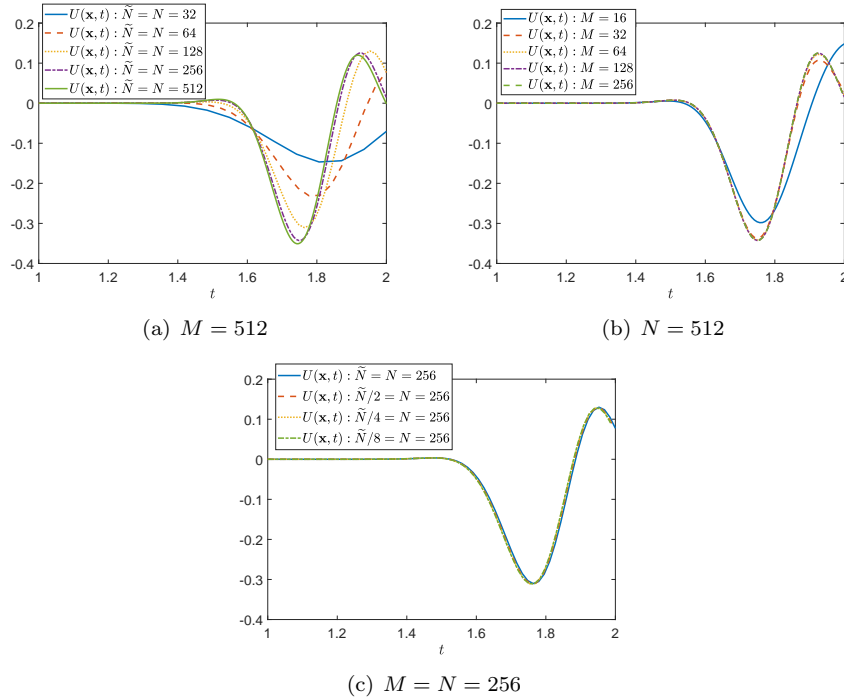 0.2
0.1
0
-0.1
-0.2
-0.3
-0.4
1
1.2
1.4
1.6
1.8
2
t
U(x, t) : Ñ = N = 32
U(x, t) : Ñ = N = 64
U(x, t) : Ñ = N = 128
U(x, t) : Ñ = N = 256
U(x, t) : Ñ = N = 512
(a) M = 512
0.2
0.1
0
-0.1
-0.2
-0.3
-0.4
1
1.2
1.4
1.6
1.8
2
t
U(x, t) : M = 16
U(x, t) : M = 32
U(x, t) : M = 64
U(x, t) : M = 128
U(x, t) : M = 256
(b) N = 512
0.2
0.1
0
-0.1
-0.2
-0.3
-0.4
1
1.2
1.4
1.6
1.8
2
t
U(x, t) : Ñ = N = 256
U(x, t) : Ñ/2 = N = 256
U(x, t) : Ñ/4 = N = 256
U(x, t) : Ñ/8 = N = 256
(c) M = N = 256